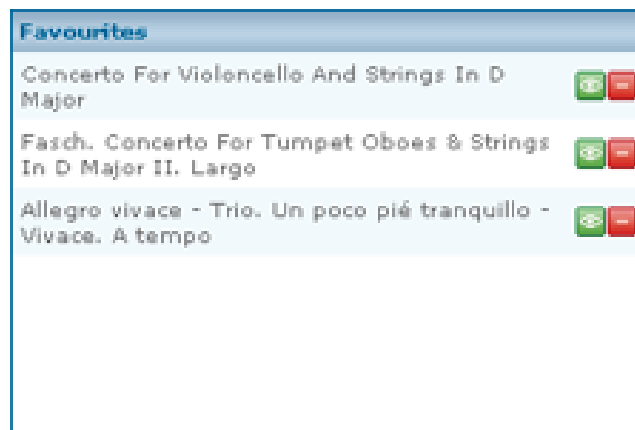 Favourites
Concerto For Violoncello And Strings In D
Major
Fasch. Concerto For Tumpet Oboes & Strings
In D Major II. Largo
Allegro vivace - Trio. Un poco pié tranquillo -
Vivace. A tempo